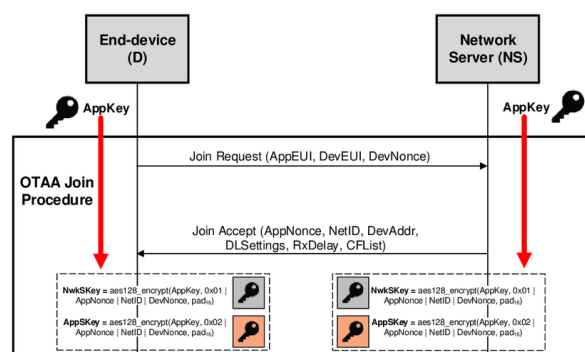 End-device
(D)
Network
Server (NS)
AppKey
AppKey
Join Request (AppEUI, DevEUI, DevNonce)
OTAA Join
Procedure
Join Accept (AppNonce, NetID, DevAddr,
DLSettings, RxDelay, CFList)
NwkSKey = aes128_encrypt(AppKey, 0x01 |
AppNonce | NetID | DevNonce, pad₁₆)
AppSKey = aes128_encrypt(AppKey, 0x02 |
AppNonce | NetID | DevNonce, pad₁₆)
NwkSKey = aes128_encrypt(AppKey, 0x01 |
AppNonce | NetID | DevNonce, pad₁₆)
AppSKey = aes128_encrypt(AppKey, 0x02 |
AppNonce | NetID | DevNonce, pad₁₆)